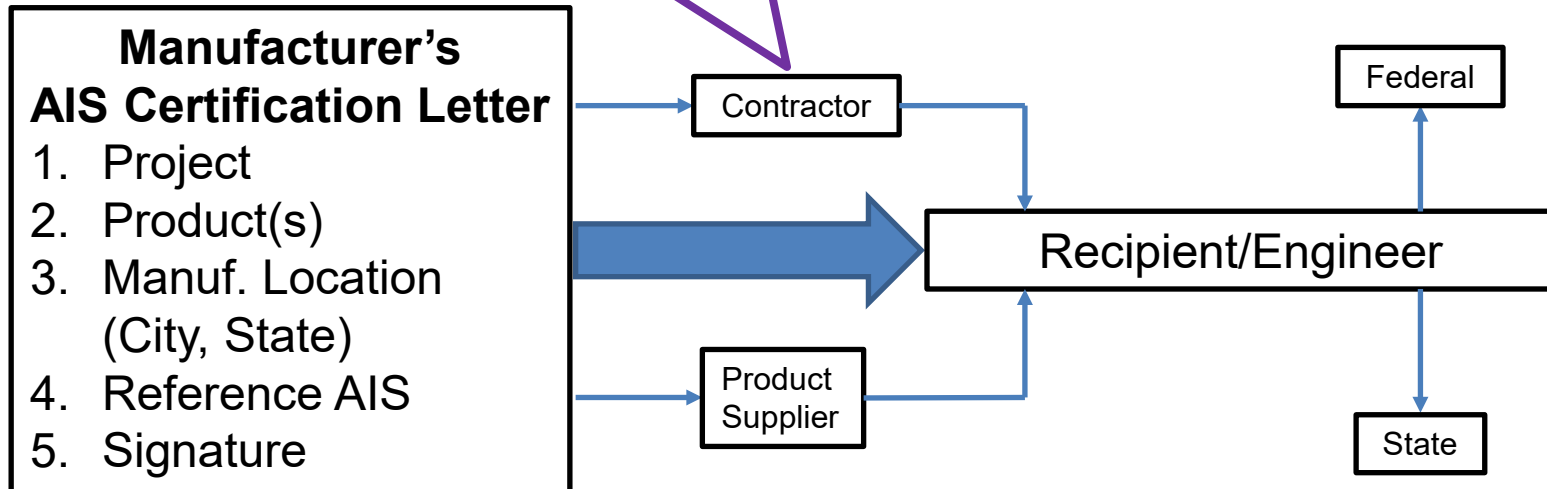 Manufacturer’s
AIS Certification Letter
1. Project
2. Product(s)
3. Manuf. Location
(City, State)
4. Reference AIS
5. Signature
Contractor
Product
Supplier
Recipient/Engineer
Federal
State